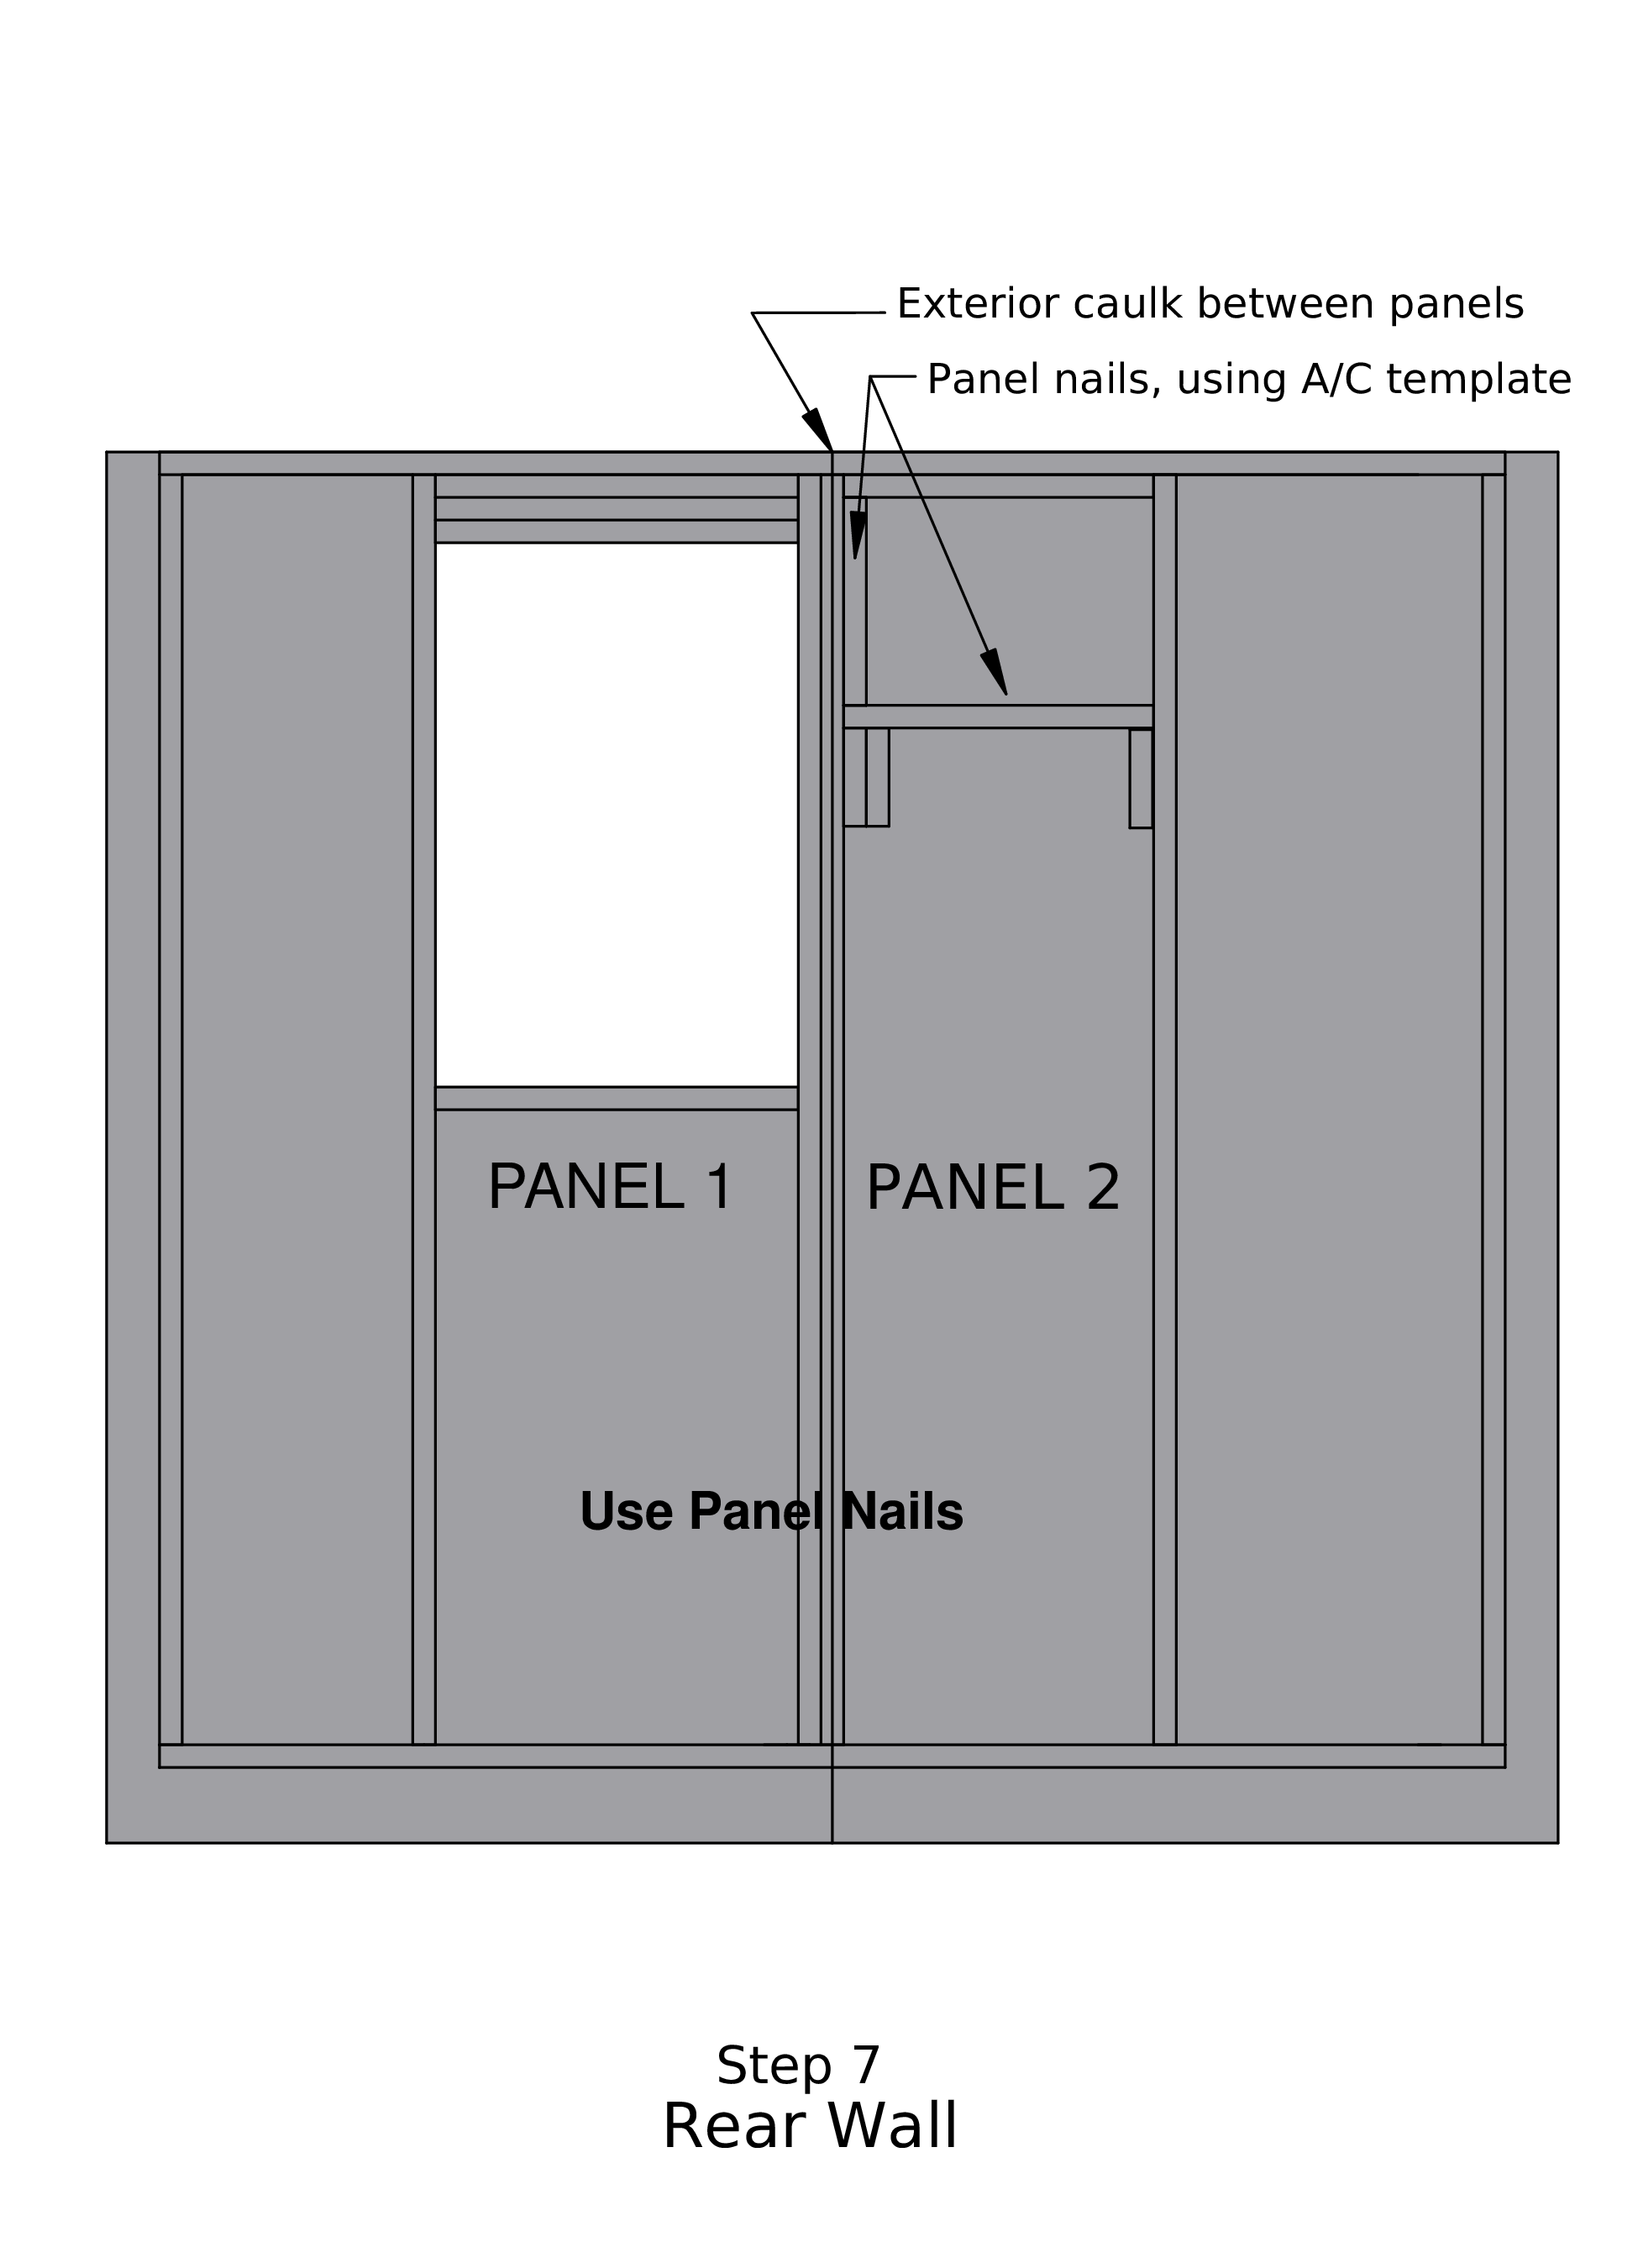 Exterior caulk between panels
Panel nails, using A/C template
PANEL 1
PANEL 2
Use Panel Nails
Step 7
Rear Wall